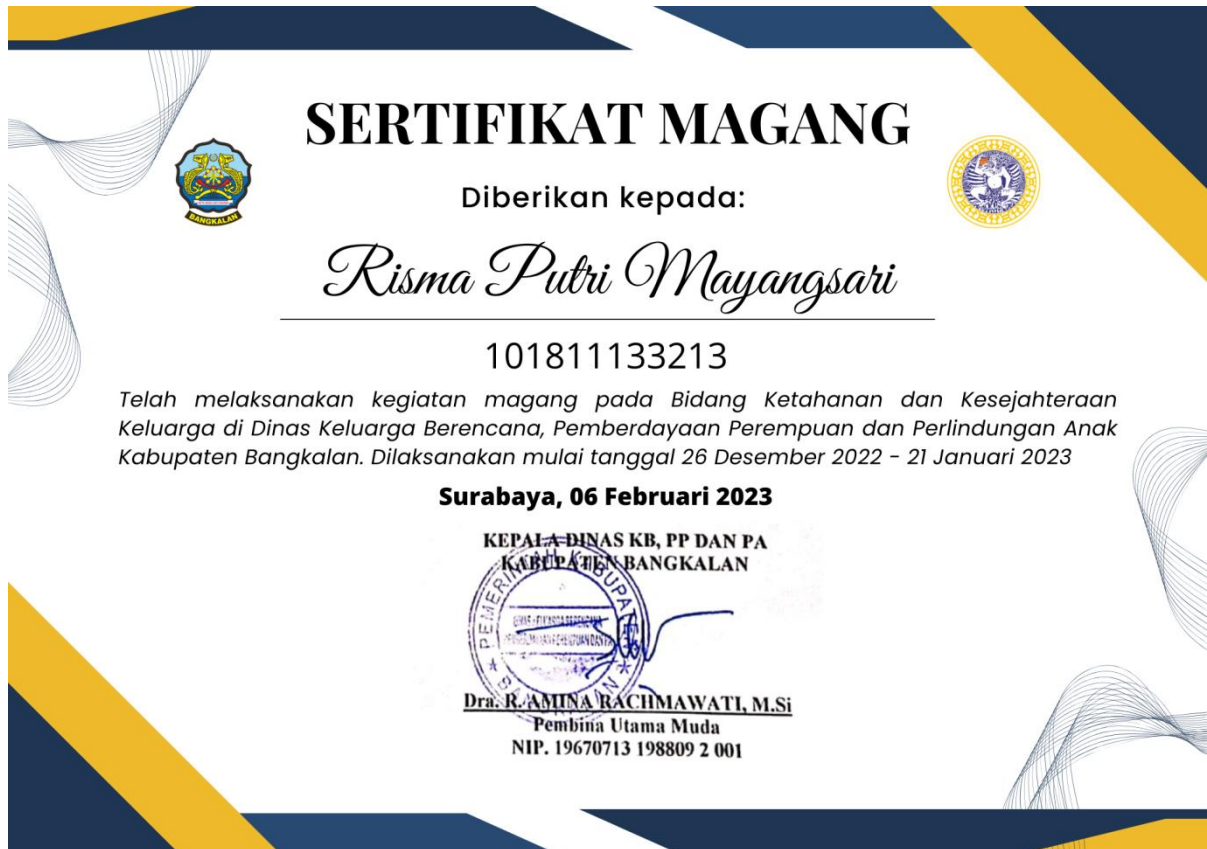 SERTIFIKAT MAGANG
BANGKALAN
Diberikan kepada:
Risma Putri Mayangsari
101811133213
Telah melaksanakan kegiatan magang pada Bidang Ketahanan dan Kesejahteraan
Keluarga di Dinas Keluarga Berencana, Pemberdayaan Perempuan dan Perlindungan Anak
Kabupaten Bangkalan. Dilaksanakan mulai tanggal 26 Desember 2022 - 21 Januari 2023
Surabaya, 06 Februari 2023
KEPALA DINAS KB, PP DAN PA
KABUPATEN BANGKALAN
PEMERINTAH KABUPATEN
Dra. R. AMINA RACHMAWATI, M.Si
Pembina Utama Muda
NIP. 19670713 198809 2 001